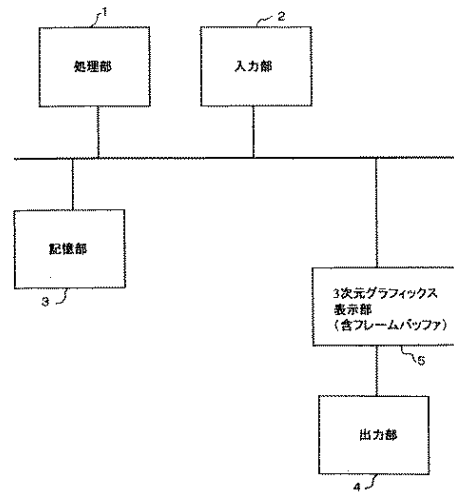 1
処理部
2
入力部
記憶部
3
3次元グラフィックス
表示部
(含フレームバッファ)
5
出力部
4